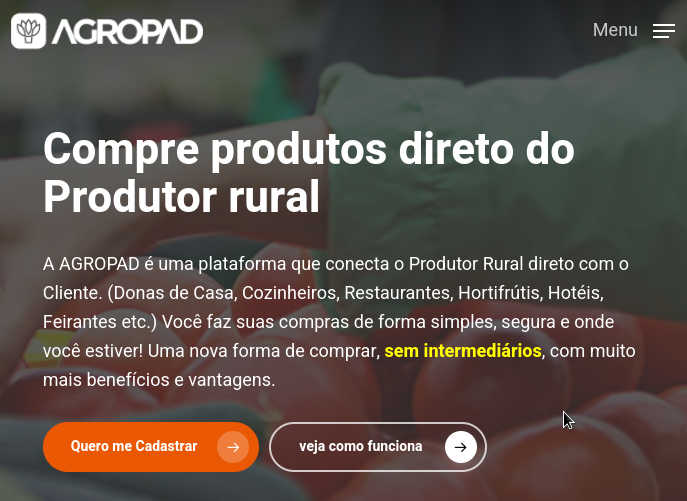 AGROPAD
Menu
Compre produtos direto do
Produtor rural
A AGROPAD é uma plataforma que conecta o Produtor Rural direto com o
Cliente. (Donas de Casa, Cozinheiros, Restaurantes, Hortifrútis, Hotéis,
Feirantes etc.) Você faz suas compras de forma simples, segura e onde
você estiver! Uma nova forma de comprar, sem intermediários, com muito
mais benefícios e vantagens.
Quero me Cadastrar
veja como funciona